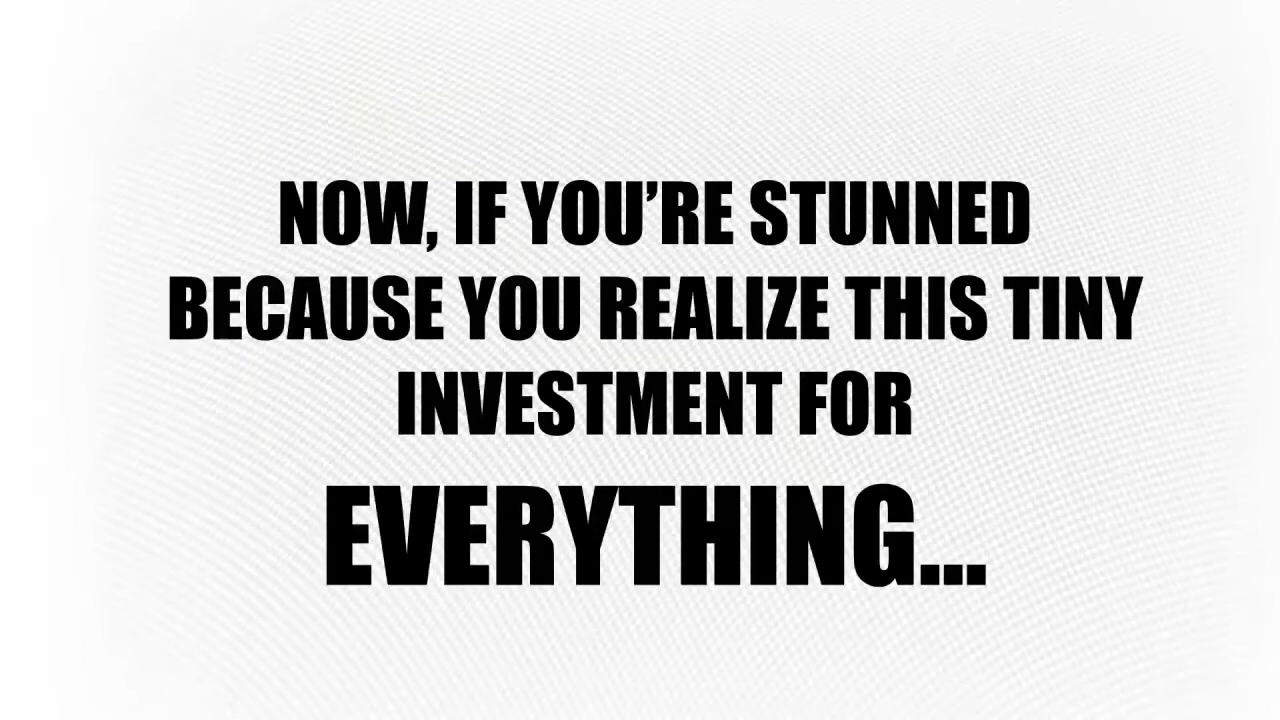 NOW, IF YOU’RE STUNNED
BECAUSE YOU REALIZE THIS TINY
INVESTMENT FOR
EVERYTHING...